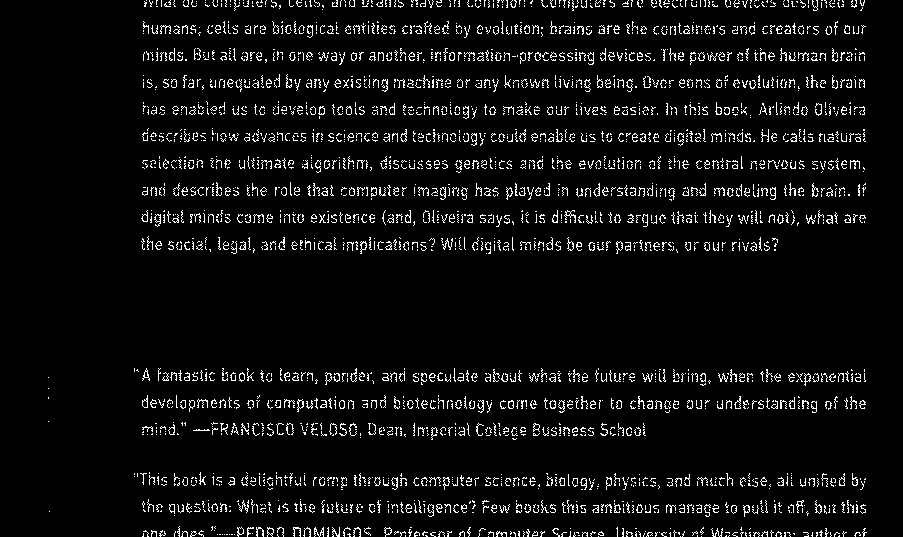 What do computers, cells, and brains have in common? Computers are electronic devices designed by
humans; cells are biological entities crafted by evolution; brains are the containers and creators of our
minds. But all are, in one way or another, information-processing devices. The power of the human brain
is, so far, unequaled by any existing machine or any known living being. Over eons of evolution, the brain
has enabled us to develop tools and technology to make our lives easier. In this book, Arlindo Oliveira
describes how advances in science and technology could enable us to create digital minds. He calls natural
selection the ultimate algorithm, discusses genetics and the evolution of the central nervous system,
and describes the role that computer imaging has played in understanding and modeling the brain. If
digital minds come into existence (and, Oliveira says, it is difficult to argue that they will not), what are
the social, legal, and ethical implications? Will digital minds be our partners, or our rivals?
"A fantastic book to learn, ponder, and speculate about what the future will bring, when the exponential
developments of computation and biotechnology come together to change our understanding of the
mind." —FRANCISCO VELOSO, Dean, Imperial College Business School
"This book is a delightful romp through computer science, biology, physics, and much else, all unified by
the question: What is the future of intelligence? Few books this ambitious manage to pull it off, but this
one does."—PEDRO DOMINGOS, Professor of Computer Science, University of Washington; author of